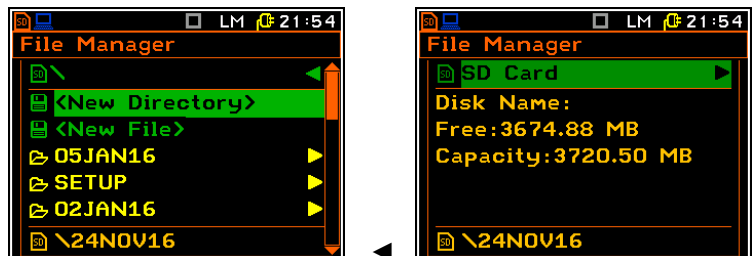 LM 21:54
File Manager
\
<New Directory>
<New File>
05JAN16
SETUP
02JAN16
\24NOV16
LM 21:54
File Manager
SD Card
Disk Name:
Free:3674.88 MB
Capacity:3720.50 MB
\24NOV16